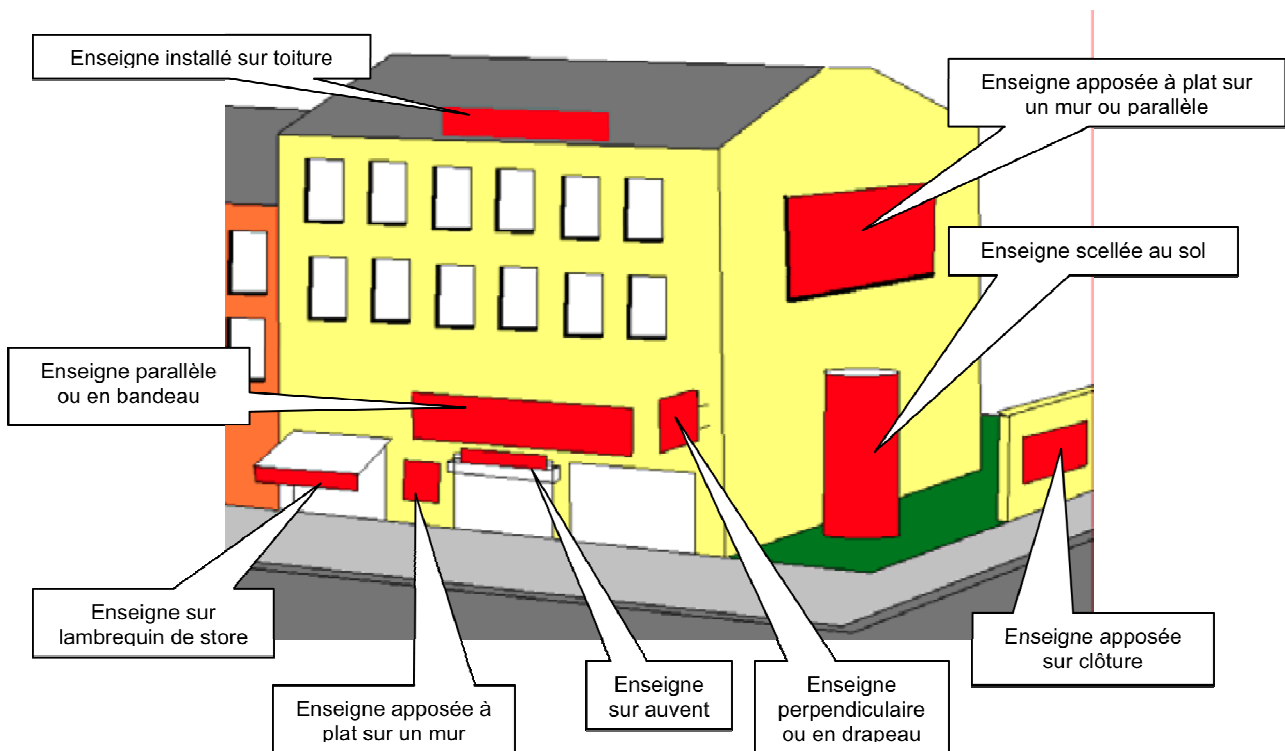 Enseigne installé sur toiture
Enseigne apposée à plat sur
un mur ou parallèle
Enseigne scellée au sol
Enseigne parallèle
ou en bandeau
Enseigne sur
lambrequin de store
Enseigne apposée à
plat sur un mur
Enseigne
sur auvent
Enseigne
perpendiculaire
ou en drapeau
Enseigne apposée
sur clôture